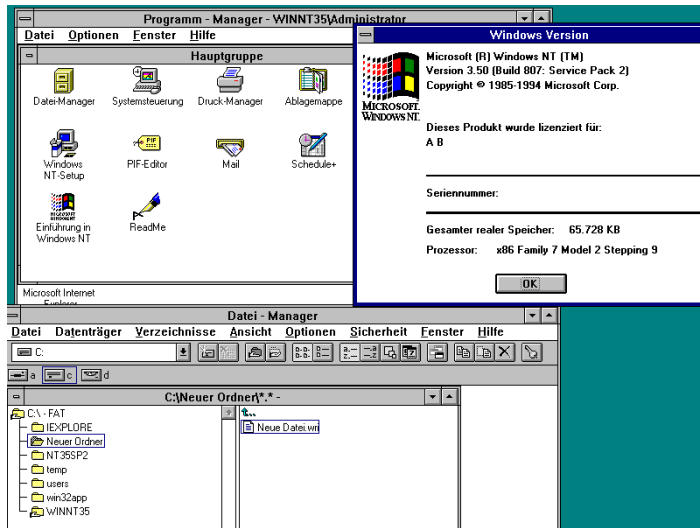 Programm - Manager - WINNT35\Administrator
Datei Optionen Fenster Hilfe
Hauptgruppe
Datei-Manager Systemsteuerung Druck-Manager Ablagemappe
Windows NT-Setup PIF-Editor Mail Schedule+
Einführung in Windows NT ReadMe
Microsoft Internet
Explorer
Windows Version
MICROSOFT
WINDOWS NT
Microsoft (R) Windows NT (TM)
Version 3.50 (Build 807: Service Pack 2)
Copyright © 1985-1994 Microsoft Corp.
Dieses Produkt wurde lizenziert für:
A B
Seriennummer:
Gesamter realer Speicher: 65.728 KB
Prozessor: x86 Family 7 Model 2 Stepping 9
OK
Datei - Manager
Datei Datenträger Verzeichnisse Ansicht Optionen Sicherheit Fenster Hilfe
C:
a c d
C:\Neuer Ordner\*.* -
C:\ - FAT
IEXPLORE
Neuer Ordner
NT35SP2
temp
users
win32app
WINNT35
..
Neue Datei.wri